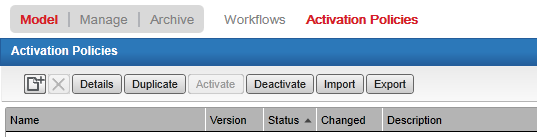 Model Manage Archive Workflows Activation Policies
Activation Policies
Details Duplicate Activate Deactivate Import Export
Name Version Status Changed Description